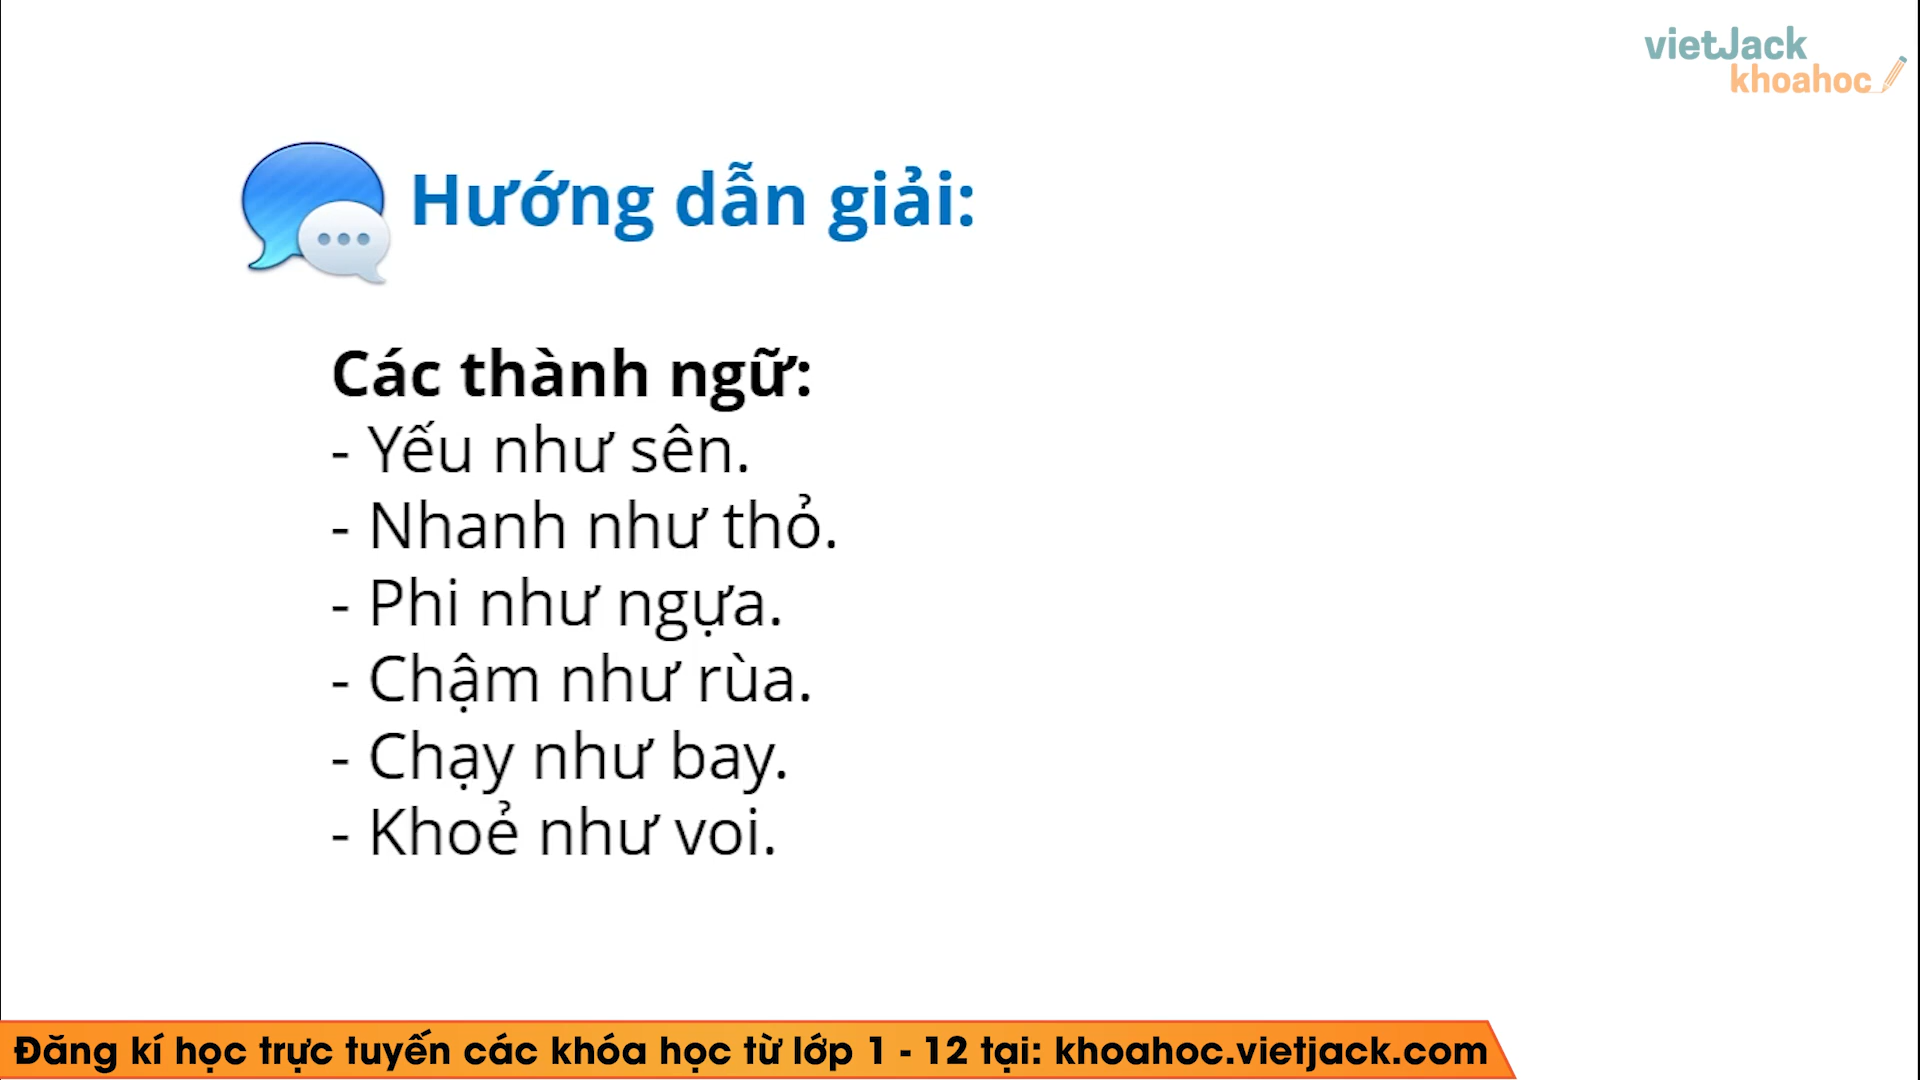 vietJack
khoahoc
Hướng dẫn giải:
Các thành ngữ:
- Yếu như sên.
- Nhanh như thỏ.
- Phi như ngựa.
- Chậm như rùa.
- Chạy như bay.
- Khoẻ như voi.
Đăng kí học trực tuyến các khóa học từ lớp 1 - 12 tại: khoahoc.vietjack.com